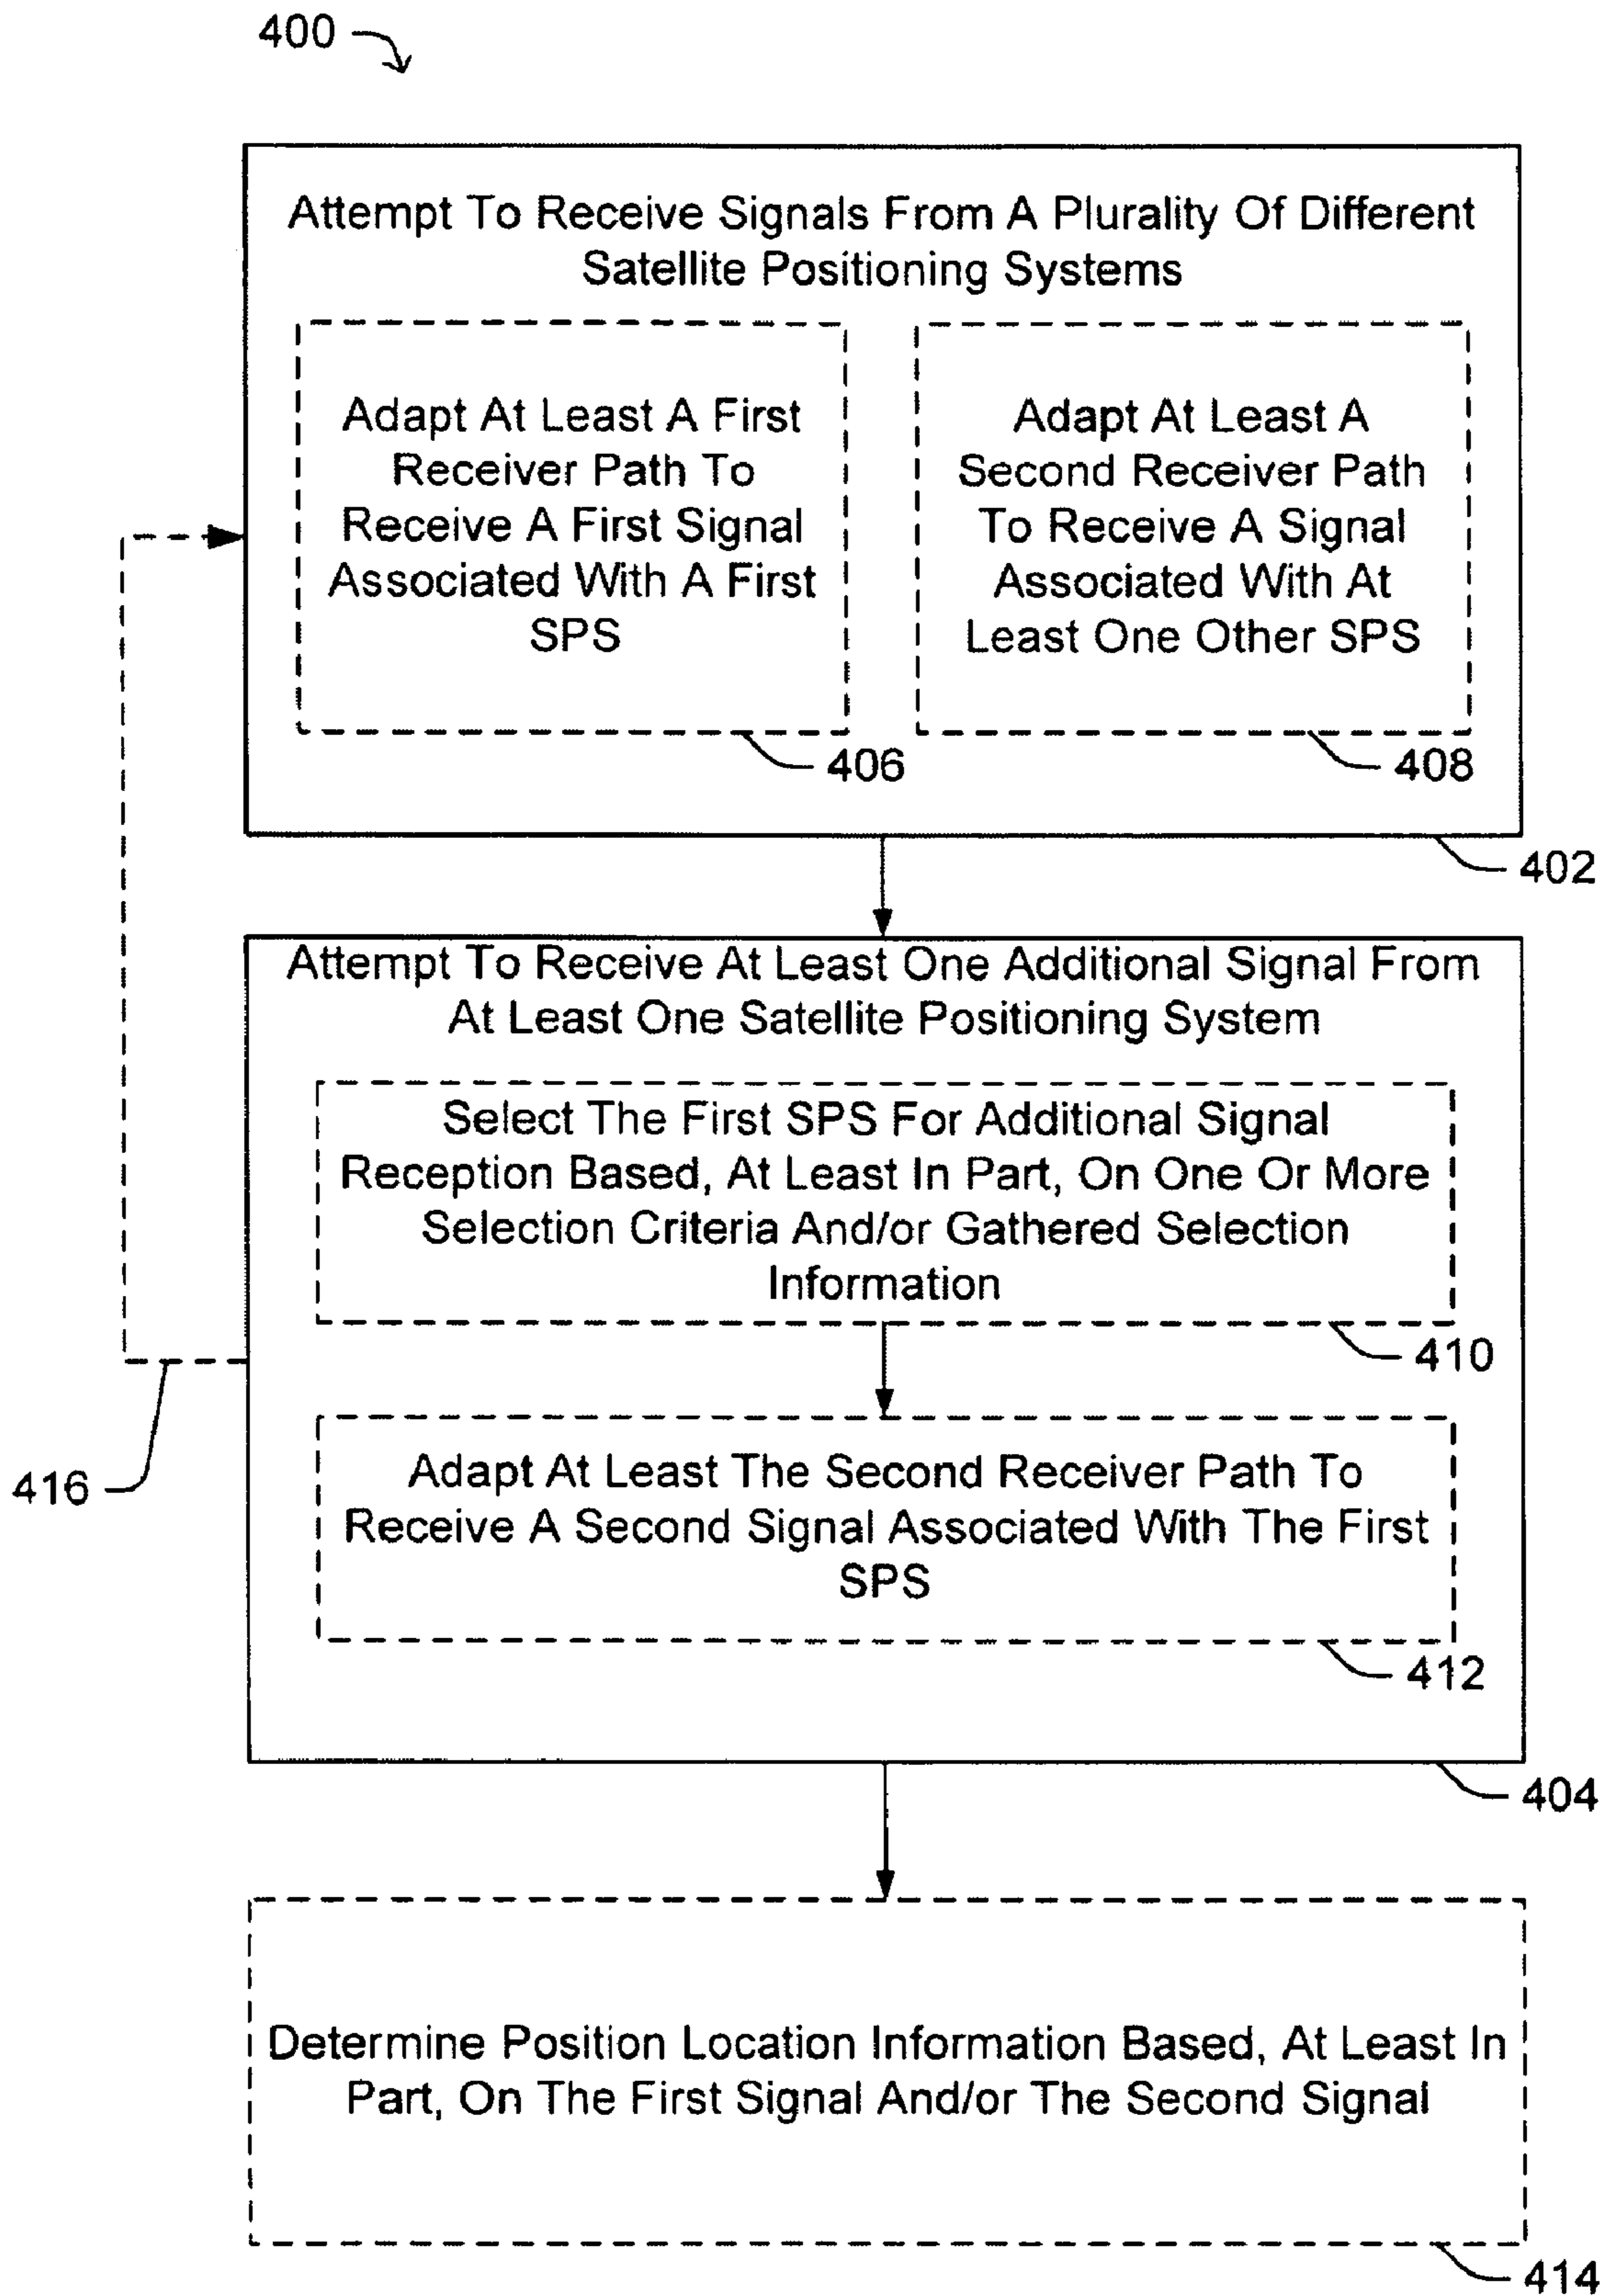 400
Attempt To Receive Signals From A Plurality Of Different
Satellite Positioning Systems
Adapt At Least A First
Receiver Path To
Receive A First Signal
Associated With A First
SPS
406
Adapt At Least A
Second Receiver Path
To Receive A Signal
Associated With At
Least One Other SPS
408
402
Attempt To Receive At Least One Additional Signal From
At Least One Satellite Positioning System
Select The First SPS For Additional Signal
Reception Based, At Least In Part, On One Or More
Selection Criteria And/or Gathered Selection
Information
410
Adapt At Least The Second Receiver Path To
Receive A Second Signal Associated With The First
SPS
412
416
404
Determine Position Location Information Based, At Least In
Part, On The First Signal And/or The Second Signal
414